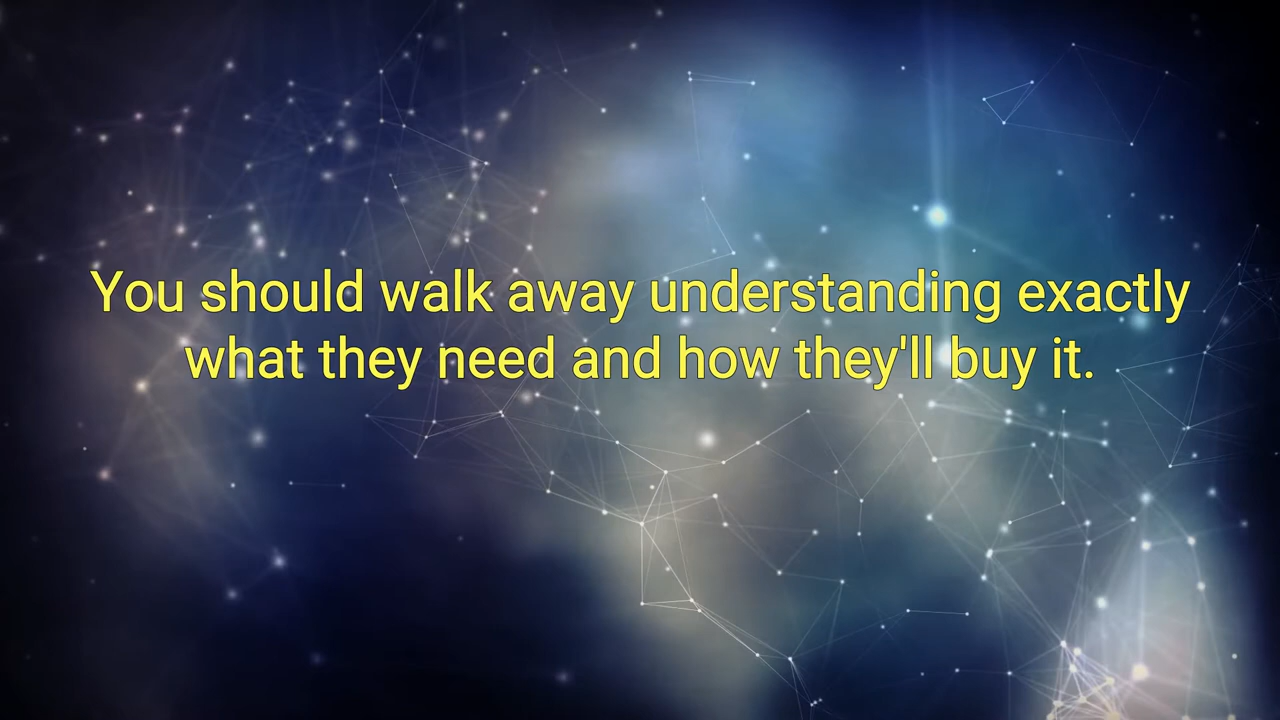 You should walk away understanding exactly
what they need and how they'll buy it.